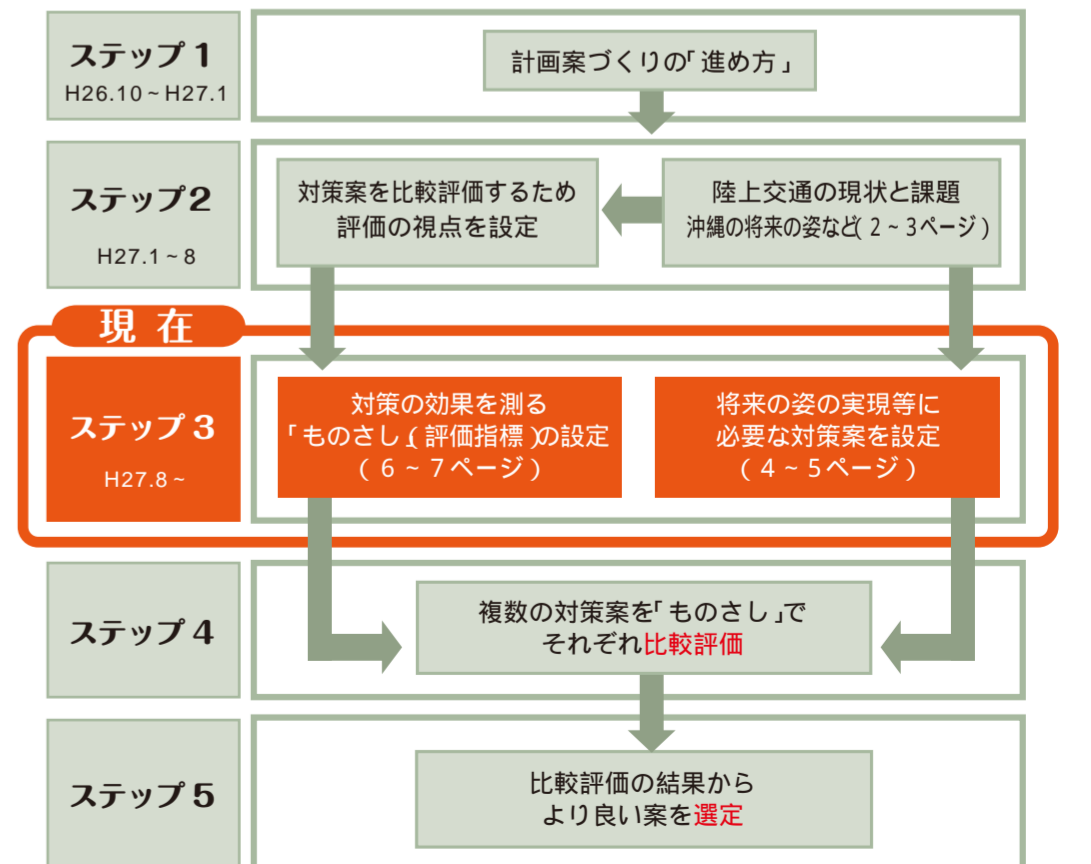 ステップ 1
H26.10~H27.1
計画案づくりの「進め方」
ステップ2
H27.1~8
対策案を比較評価するため
評価の視点を設定
陸上交通の現状と課題
沖縄の将来の姿など(2~3ページ)
現 在
ステップ 3
H27.8~
対策の効果を測る
「ものさし」(評価指標)の設定
(6~7ページ)
将来の姿の実現等に
必要な対策案を設定
(4~5ページ)
ステップ 4
複数の対策案を「ものさし」で
それぞれ比較評価
ステップ 5
比較評価の結果から
より良い案を選定